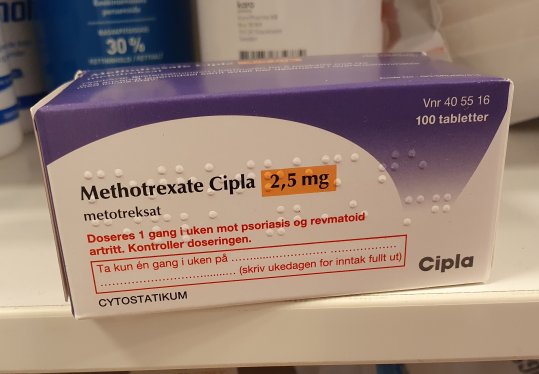 30%
Vnr 40 55 16
100 tabletter
Methotrexate Cipla 2,5 mg
metotreksat
Doseres 1 gang i uken mot psoriasis og revmatoid
artritt. Kontroller doseringen.
Ta kun én gang i uken på .......................... ..................
..................................... (skriv ukedagen for inntak fullt ut)
Cipla
CYTOSTATIKUM